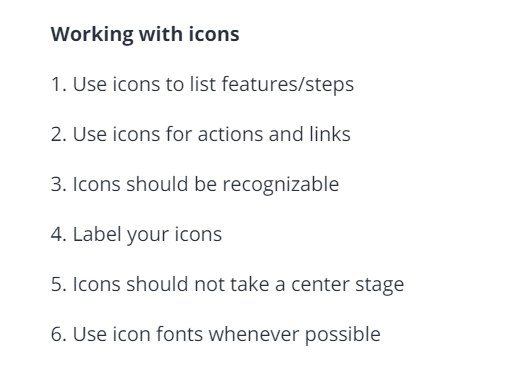 Working with icons
1. Use icons to list features/steps
2. Use icons for actions and links
3. Icons should be recognizable
4. Label your icons
5. Icons should not take a center stage
6. Use icon fonts whenever possible